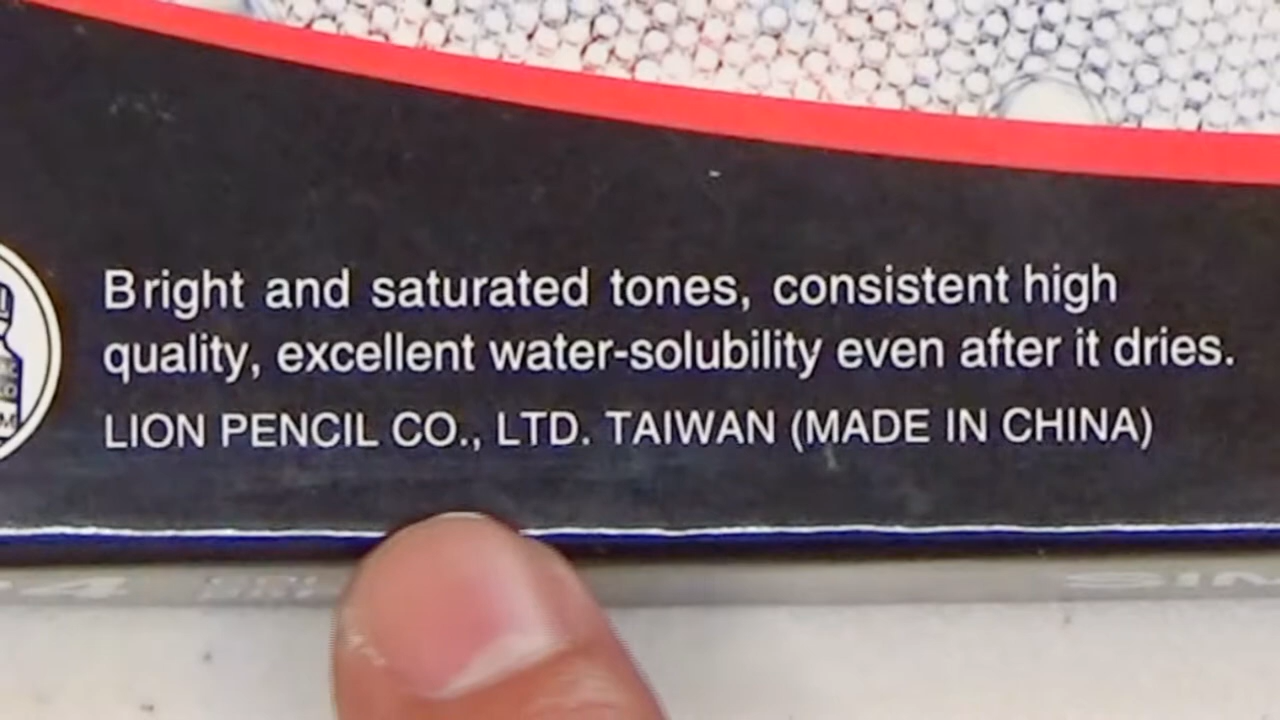 Bright and saturated tones, consistent high
quality, excellent water-solubility even after it dries.
LION PENCIL CO., LTD. TAIWAN (MADE IN CHINA)